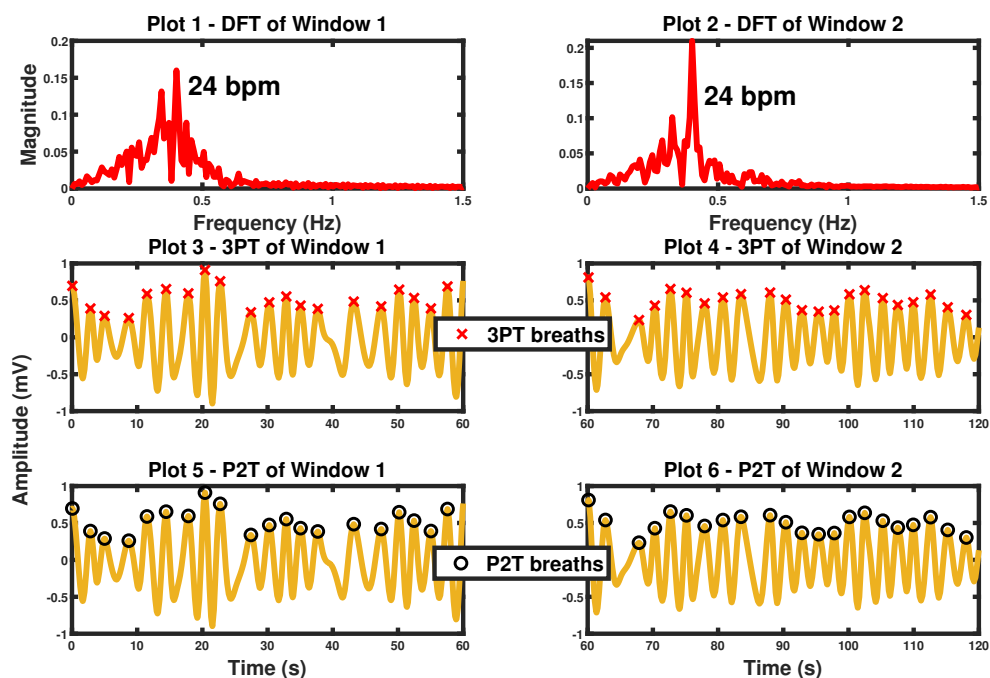 Plot 1 - DFT of Window 1
Plot 2 - DFT of Window 2
0.2
0.15
0.1
0.05
0
Magnitude
24 bpm
0 0.5 1 1.5
Frequency (Hz)
0.2
0.15
0.1
0.05
0
24 bpm
0 0.5 1 1.5
Frequency (Hz)
Plot 3 - 3PT of Window 1
Plot 4 - 3PT of Window 2
1
0.5
0
-0.5
-1
0 10 20 30 40 50 60
3PT breaths
1
0.5
0
-0.5
-1
60 70 80 90 100 110 120
Amplitude (mV)
Plot 5 - P2T of Window 1
Plot 6 - P2T of Window 2
1
0.5
0
-0.5
-1
0 10 20 30 40 50 60
Time (s)
P2T breaths
1
0.5
0
-0.5
-1
60 70 80 90 100 110 120
Time (s)